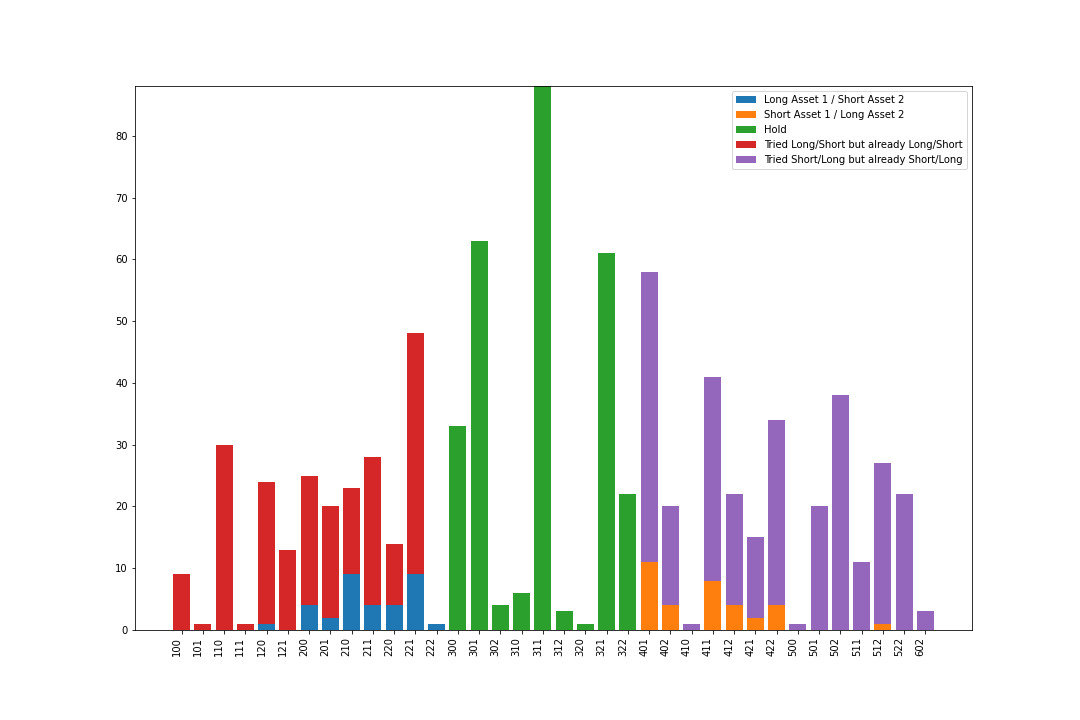 Long Asset 1 / Short Asset 2
Short Asset 1 / Long Asset 2
Hold
Tried Long/Short but already Long/Short
Tried Short/Long but already Short/Long
80
70
60
50
40
30
20
10
0
100 101 110 111 120 121 200 201 210 211 220 221 222 300 301 302 310 311 312 320 321 322 401 402 410 411 412 421 422 500 501 502 511 512 522 602